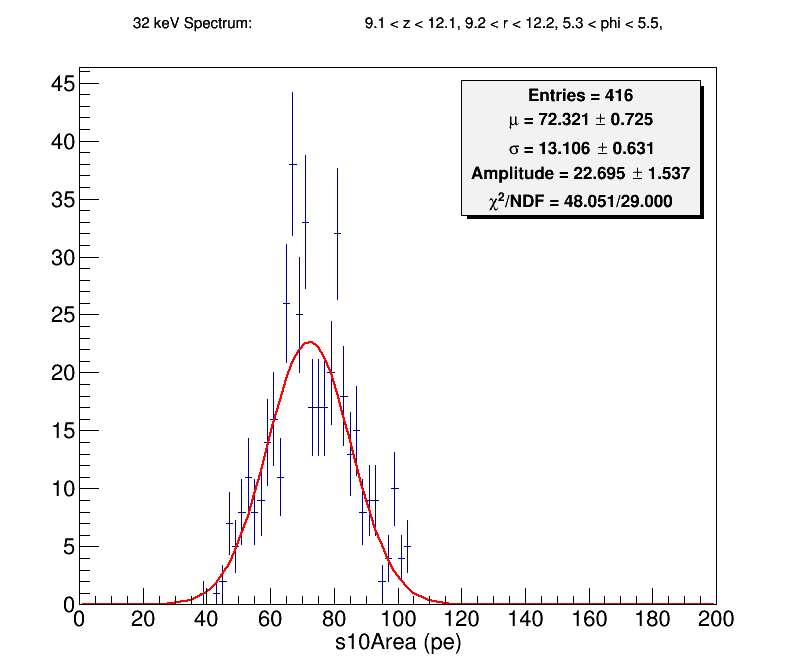 32 keV Spectrum: 9.1 < z < 12.1, 9.2 < r < 12.2, 5.3 < phi < 5.5,
Entries = 416
μ = 72.321 ± 0.725
σ = 13.106 ± 0.631
Amplitude = 22.695 ± 1.537
χ²/NDF = 48.051/29.000
45
40
35
30
25
20
15
10
5
0
0 20 40 60 80 100 120 140 160 180 200
s10Area (pe)